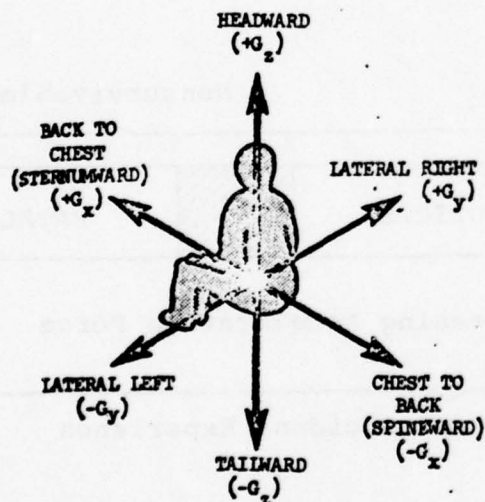 HEADWARD
(+Gz)
BACK TO
CHEST
(STERNUMWARD)
(+Gx)
LATERAL RIGHT
(+Gy)
LATERAL LEFT
(-Gy)
CHEST TO
BACK
(SPINEWARD)
(-Gx)
TAILWARD
(-Gz)